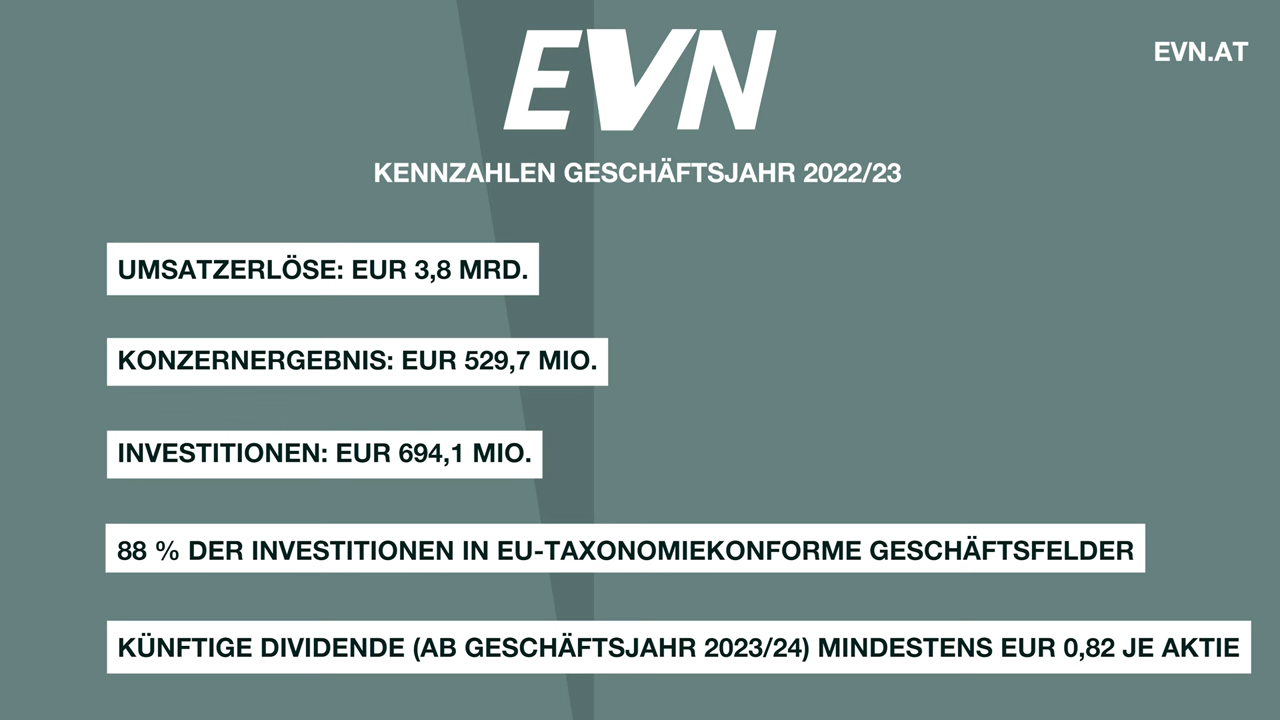 EVN
EVN.AT
KENNZAHLEN GESCHÄFTSJAHR 2022/23
UMSATZERLÖSE: EUR 3,8 MRD.
KONZERNERGEBNIS: EUR 529,7 MIO.
INVESTITIONEN: EUR 694,1 MIO.
88 % DER INVESTITIONEN IN EU-TAXONOMIEKONFORME GESCHÄFTSFELDER
KÜNFTIGE DIVIDENDE (AB GESCHÄFTSJAHR 2023/24) MINDESTENS EUR 0,82 JE AKTIE